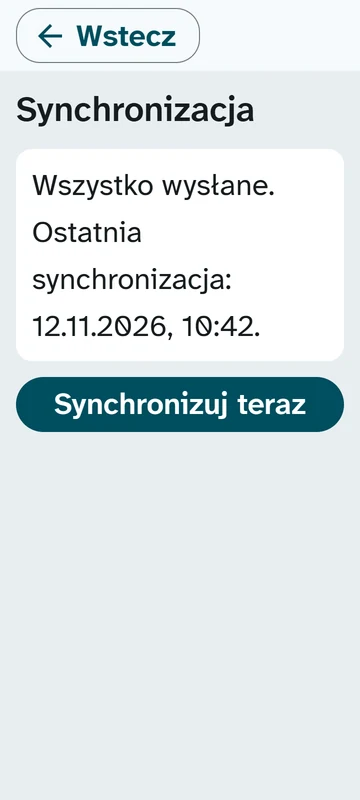 Wstecz
Synchronizacja
Wszystko wysłane.
Ostatnia
synchronizacja:
12.11.2026, 10:42.
Synchronizuj teraz